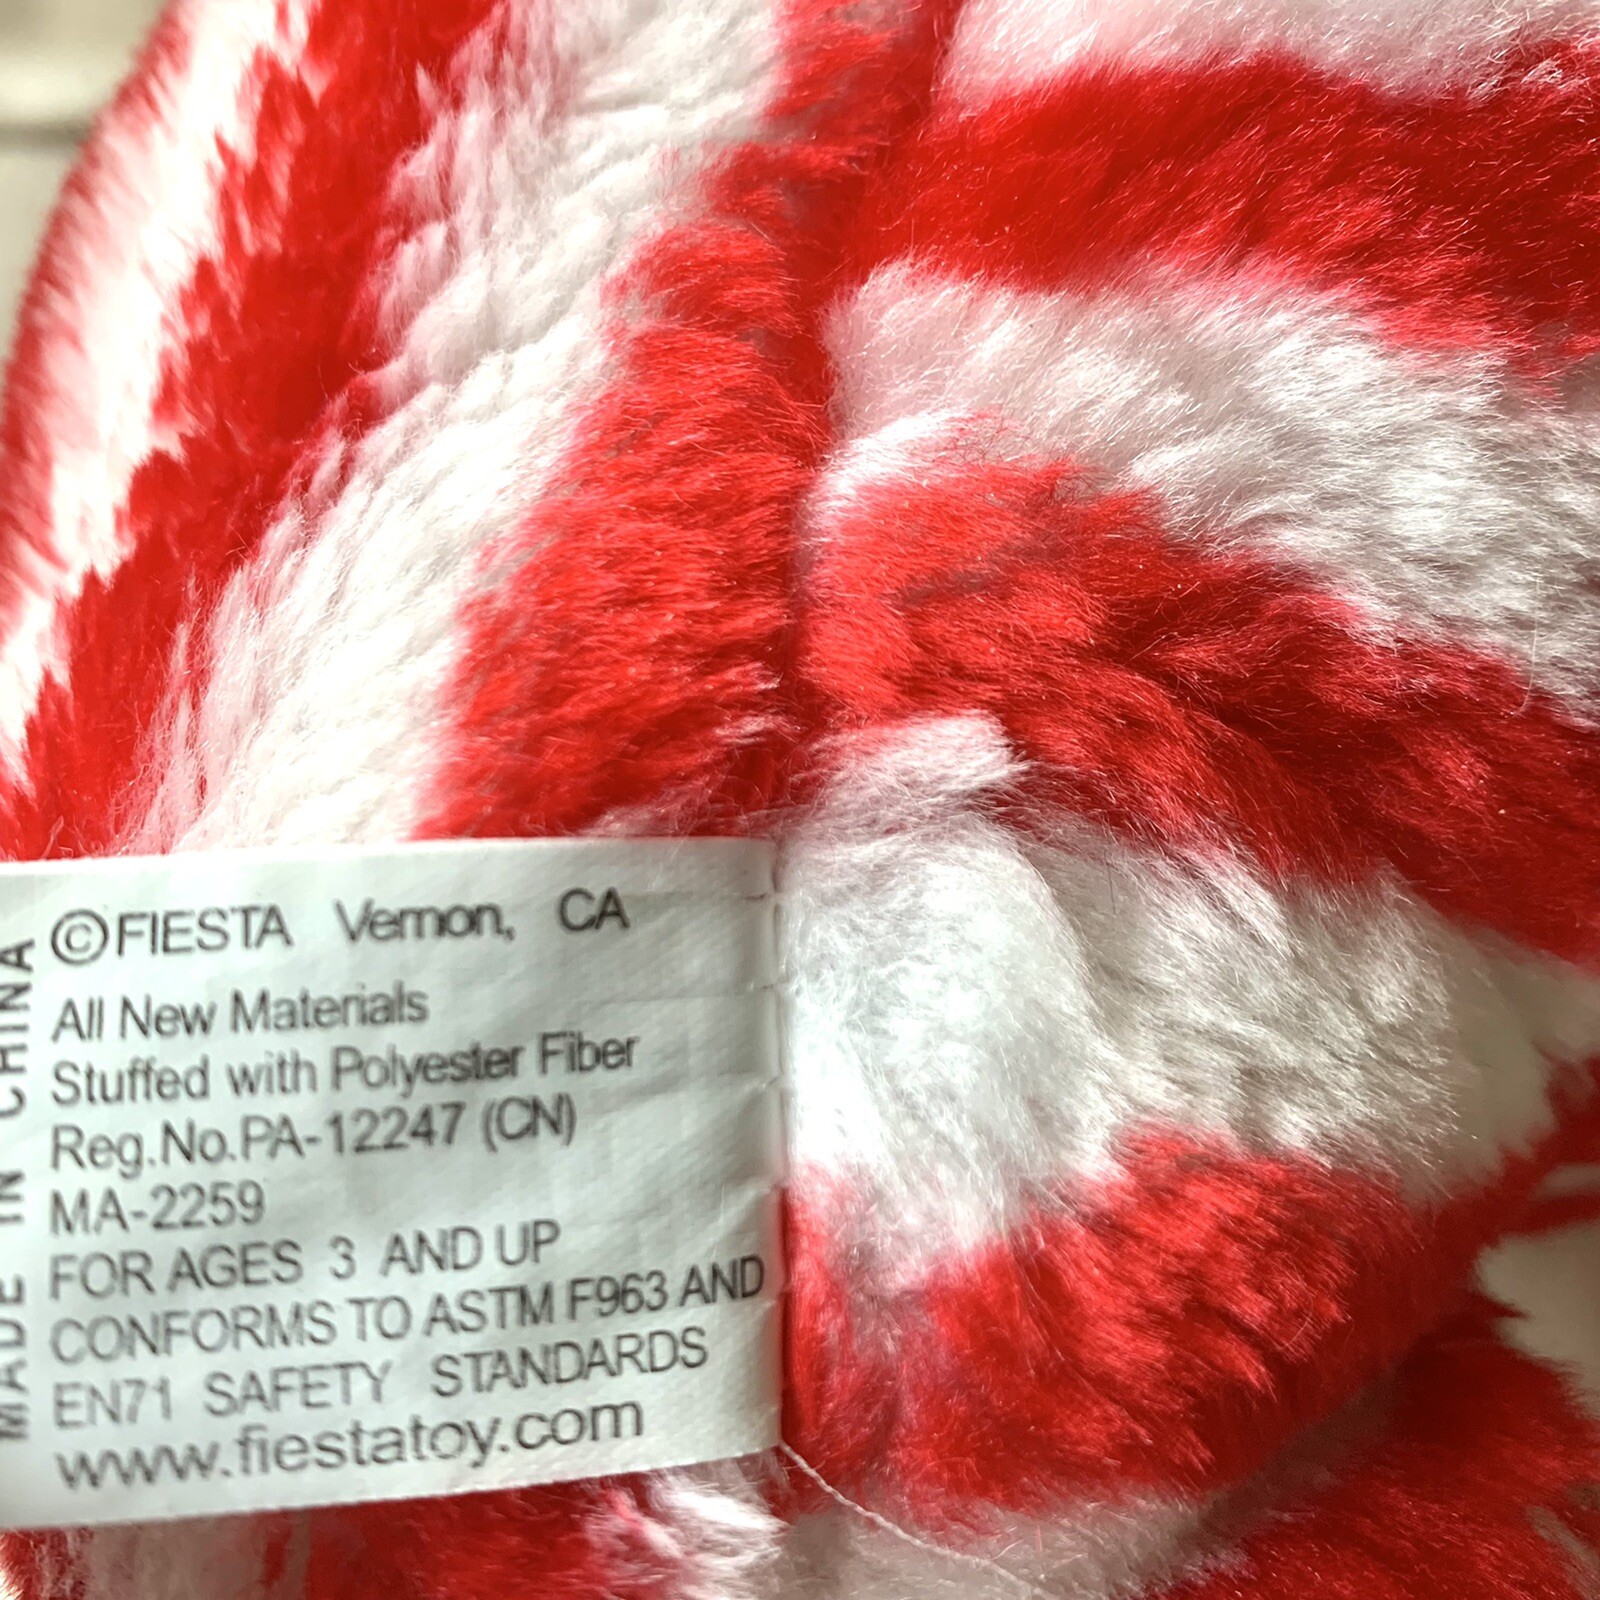 ©FIESTA Vernon, CA
All New Materials
Stuffed with Polyester Fiber
Reg.No.PA-12247 (CN)
MA-2259
FOR AGES 3 AND UP
CONFORMS TO ASTM F963 AND
EN71 SAFETY STANDARDS
www.fiestatoy.com
MADE IN CHINA